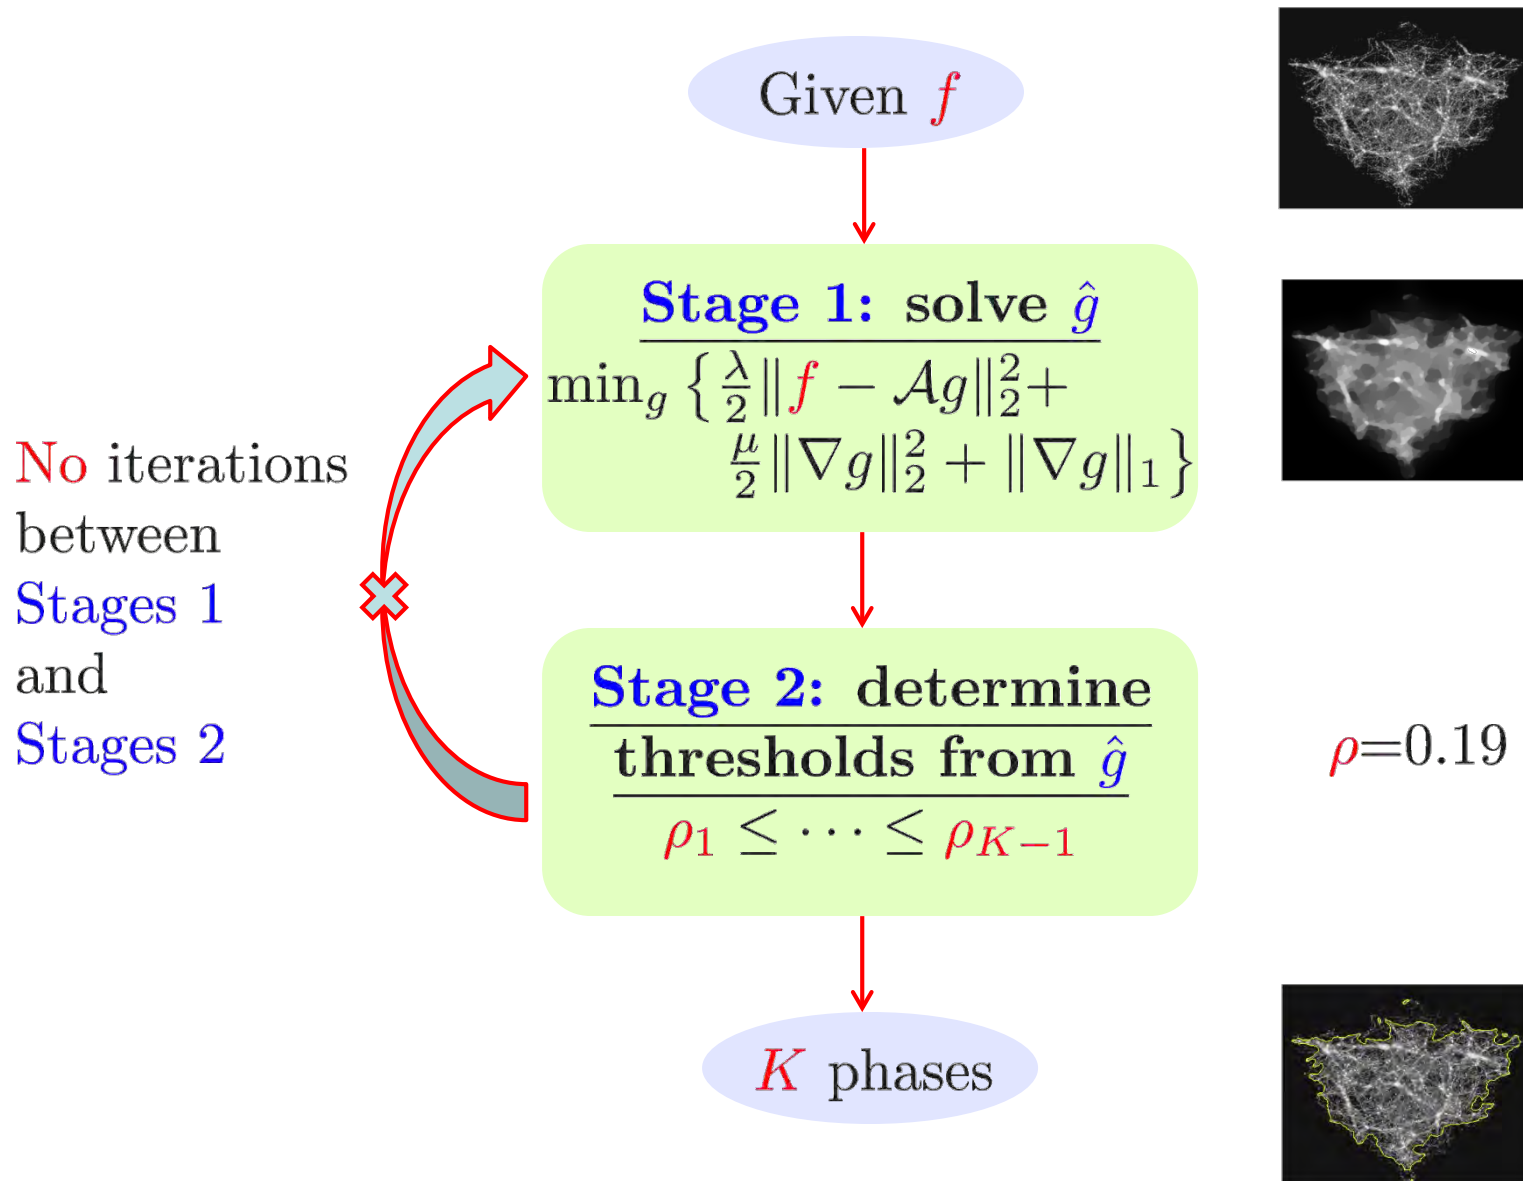 Given f
Stage 1: solve ĝ
min_g { λ/2 ‖f − 𝒜g‖₂² +
μ/2 ‖∇g‖₂² + ‖∇g‖₁ }
No iterations
between
Stages 1
and
Stages 2
Stage 2: determine
thresholds from ĝ
ρ₁ ≤ ··· ≤ ρ_{K−1}
ρ=0.19
K phases